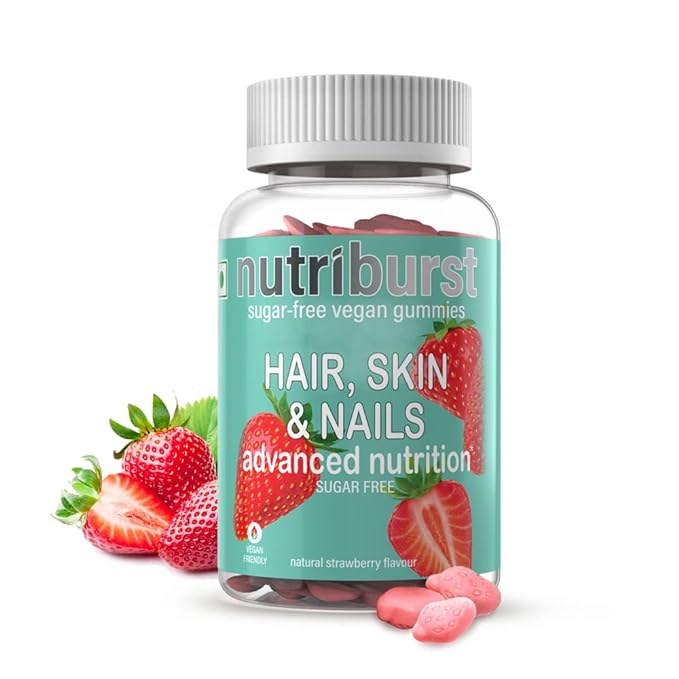 nutriburst
sugar-free vegan gummies
HAIR, SKIN
& NAILS
advanced nutrition
SUGAR FREE
VEGAN
FRIENDLY
natural strawberry flavour